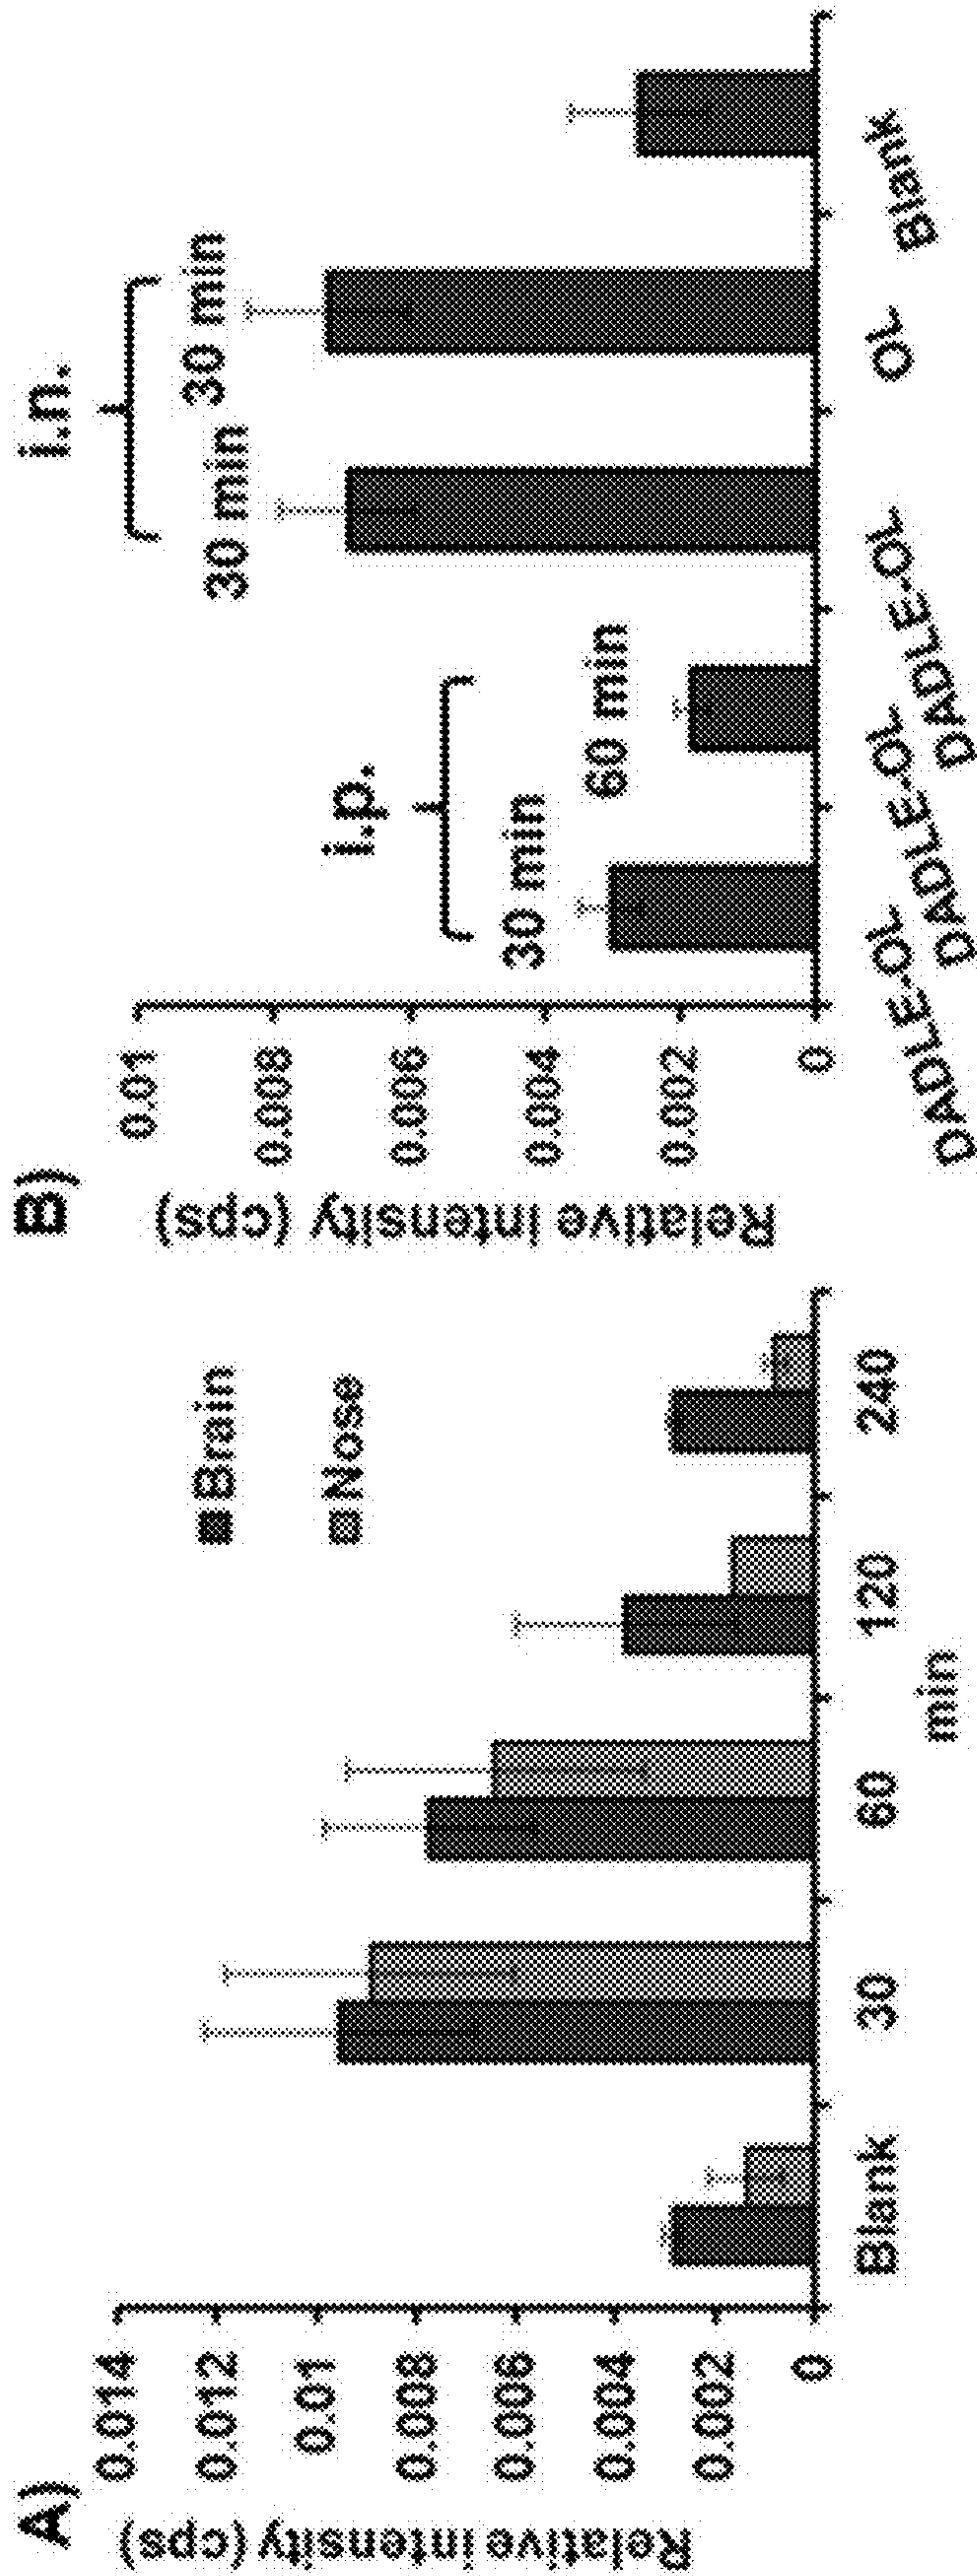 A)
Relative intensity (cps)
0.014
0.012
0.01
0.008
0.006
0.004
0.002
0
Brain
Nose
Blank 30 60 120 240
min
B)
Relative intensity (cps)
0.01
0.008
0.006
0.004
0.002
0
i.p.
30 min 60 min
i.n.
30 min 30 min
DADLE-OL DADLE-OL DADLE-OL OL Blank